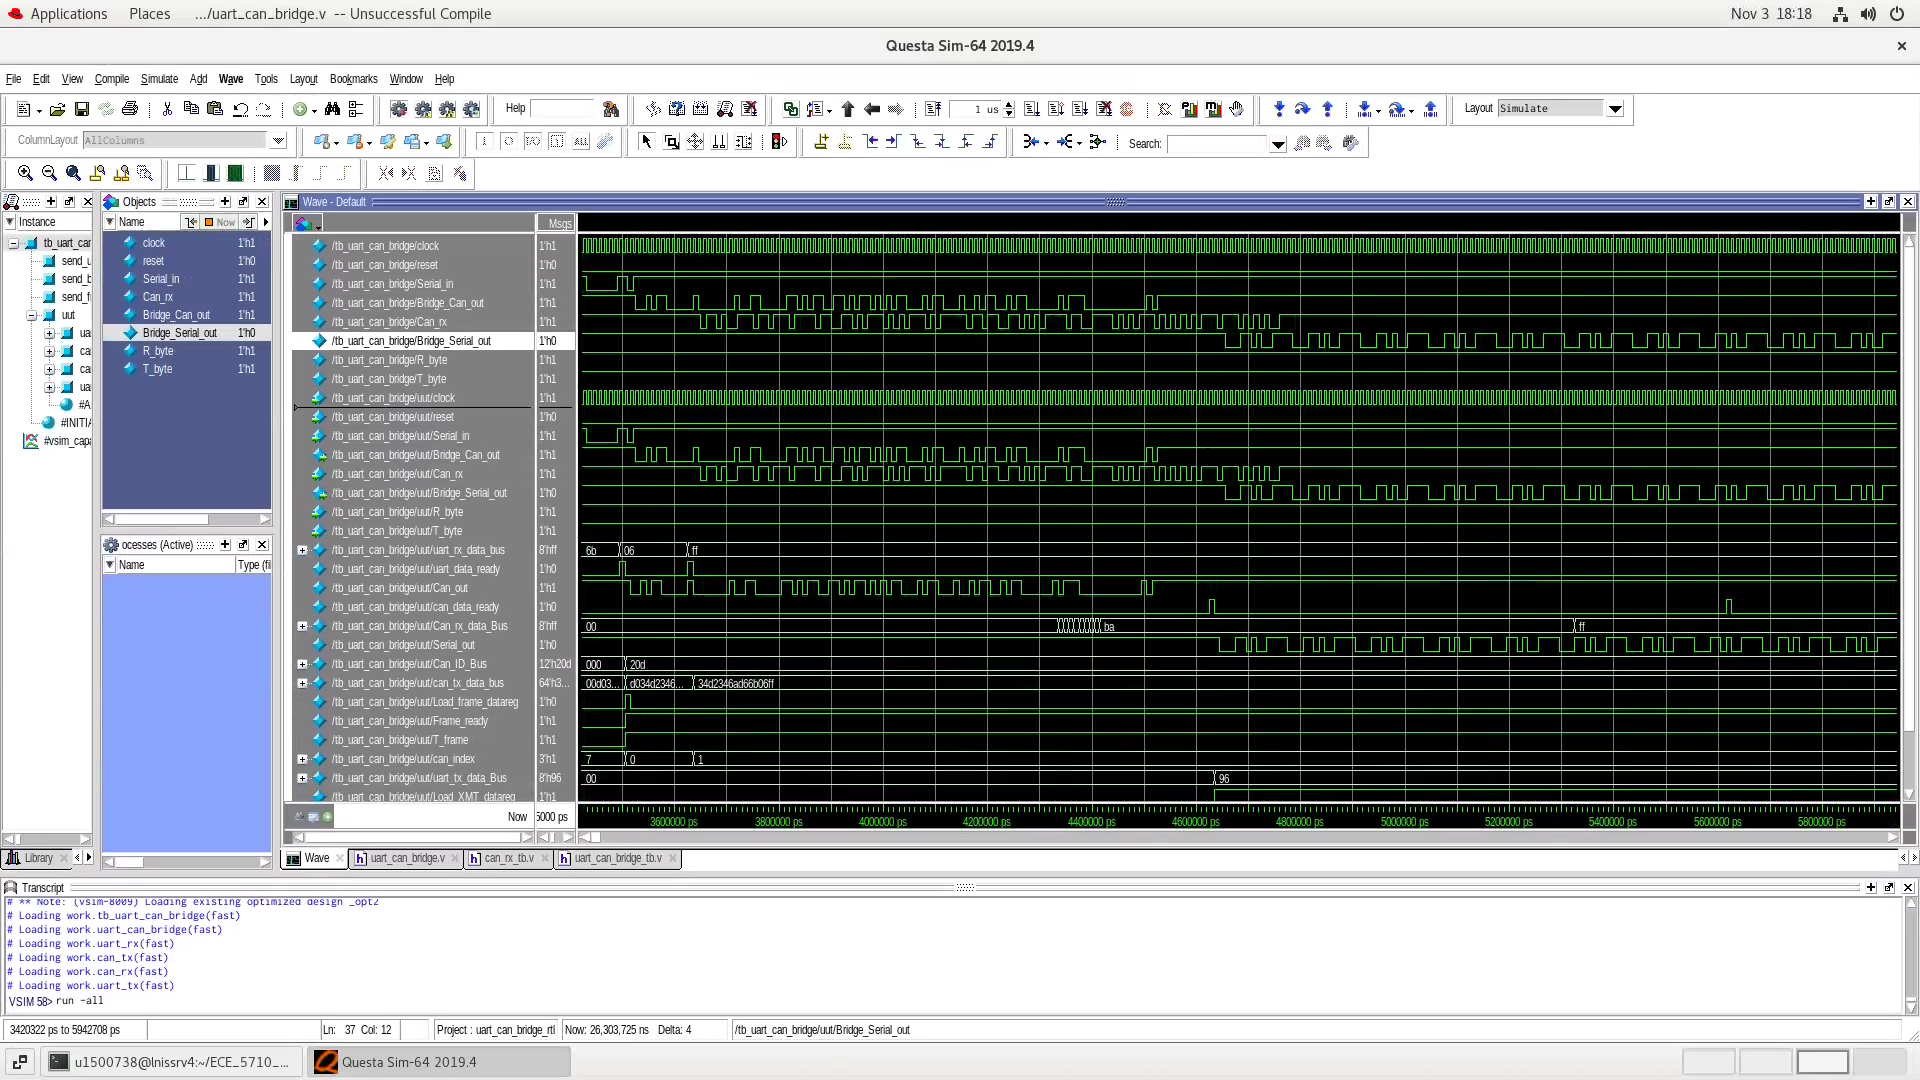 Applications Places .../uart_can_bridge.v -- Unsuccessful Compile Nov 3 18:18
Questa Sim-64 2019.4
File Edit View Compile Simulate Add Wave Tools Layout Bookmarks Window Help
Help 1 us Layout Simulate
ColumnLayout AllColumns Search:
Instance
tb_uart_can
send_u
send_b
send_f
uut
uar
ca
ca
uar
#A
#INITIA
#vsim_capa
Library
Objects
Name Now
clock 1'h1
reset 1'h0
Serial_in 1'h1
Can_rx 1'h1
Bridge_Can_out 1'h1
Bridge_Serial_out 1'h0
R_byte 1'h1
T_byte 1'h1
ocesses (Active)
Name Type (fi
Wave - Default
Msgs
/tb_uart_can_bridge/clock 1'h1
/tb_uart_can_bridge/reset 1'h0
/tb_uart_can_bridge/Serial_in 1'h1
/tb_uart_can_bridge/Bridge_Can_out 1'h1
/tb_uart_can_bridge/Can_rx 1'h1
/tb_uart_can_bridge/Bridge_Serial_out 1'h0
/tb_uart_can_bridge/R_byte 1'h1
/tb_uart_can_bridge/T_byte 1'h1
/tb_uart_can_bridge/uut/clock 1'h1
/tb_uart_can_bridge/uut/reset 1'h0
/tb_uart_can_bridge/uut/Serial_in 1'h1
/tb_uart_can_bridge/uut/Bridge_Can_out 1'h1
/tb_uart_can_bridge/uut/Can_rx 1'h1
/tb_uart_can_bridge/uut/Bridge_Serial_out 1'h0
/tb_uart_can_bridge/uut/R_byte 1'h1
/tb_uart_can_bridge/uut/T_byte 1'h1
/tb_uart_can_bridge/uut/uart_rx_data_bus 8'hff 6b 06 ff
/tb_uart_can_bridge/uut/uart_data_ready 1'h0
/tb_uart_can_bridge/uut/Can_out 1'h1
/tb_uart_can_bridge/uut/can_data_ready 1'h0
/tb_uart_can_bridge/uut/Can_rx_data_Bus 8'hff 00 ba ff
/tb_uart_can_bridge/uut/Serial_out 1'h0
/tb_uart_can_bridge/uut/Can_ID_Bus 12'h20d 000 20d
/tb_uart_can_bridge/uut/can_tx_data_bus 64'h3... 00d03... d034d2346... 34d2346ad66b06ff
/tb_uart_can_bridge/uut/Load_frame_datareg 1'h0
/tb_uart_can_bridge/uut/Frame_ready 1'h1
/tb_uart_can_bridge/uut/T_frame 1'h1
/tb_uart_can_bridge/uut/can_index 3'h1 7 0 1
/tb_uart_can_bridge/uut/uart_tx_data_Bus 8'h96 00 96
/tb_uart_can_bridge/uut/Load_XMT_datareg 1'h1
Now 5000 ps 3600000 ps 3800000 ps 4000000 ps 4200000 ps 4400000 ps 4600000 ps 4800000 ps 5000000 ps 5200000 ps 5400000 ps 5600000 ps 5800000 ps
Wave uart_can_bridge.v can_rx_tb.v uart_can_bridge_tb.v
Transcript
# ** Note: (vsim-8009) Loading existing optimized design _opt2
# Loading work.tb_uart_can_bridge(fast)
# Loading work.uart_can_bridge(fast)
# Loading work.uart_rx(fast)
# Loading work.can_tx(fast)
# Loading work.can_rx(fast)
# Loading work.uart_tx(fast)
VSIM 58> run -all
3420322 ps to 5942708 ps Ln: 37 Col: 12 Project : uart_can_bridge_rtl Now: 26,303,725 ns Delta: 4 /tb_uart_can_bridge/uut/Bridge_Serial_out
u1500738@lnissrv4:~/ECE_5710_... Questa Sim-64 2019.4